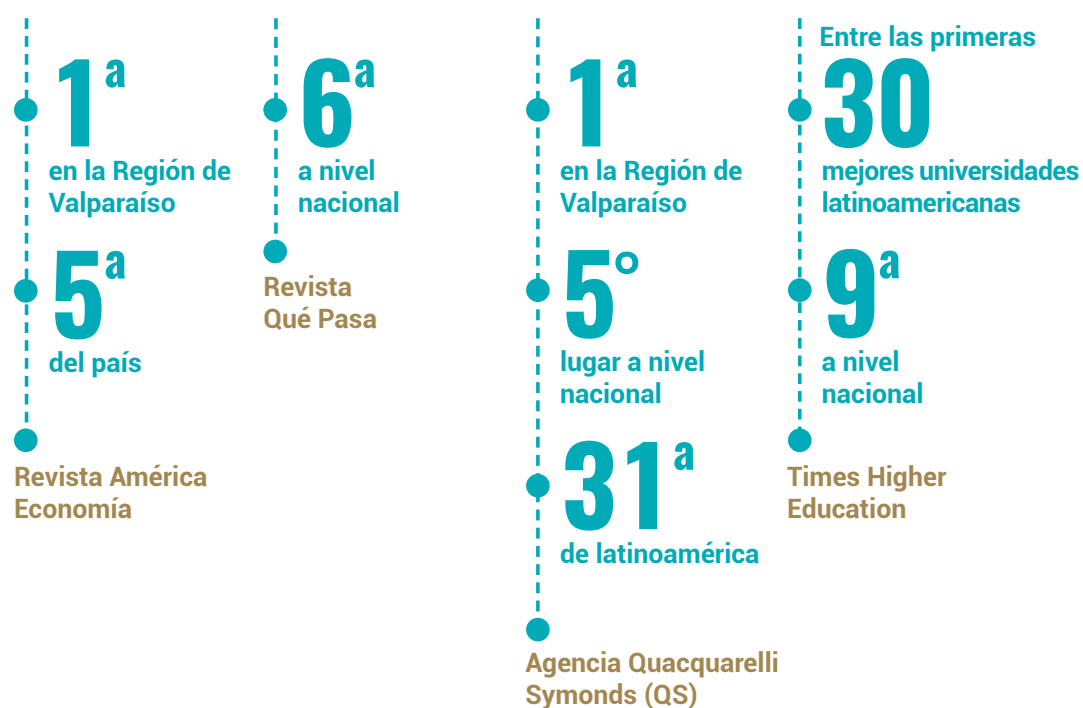 1ª
en la Región de
Valparaíso
5ª
del país
Revista América
Economía
6ª
a nivel
nacional
Revista
Qué Pasa
1ª
en la Región de
Valparaíso
5°
lugar a nivel
nacional
31ª
de latinoamérica
Agencia Quacquarelli
Symonds (QS)
Entre las primeras
30
mejores universidades
latinoamericanas
9ª
a nivel
nacional
Times Higher
Education